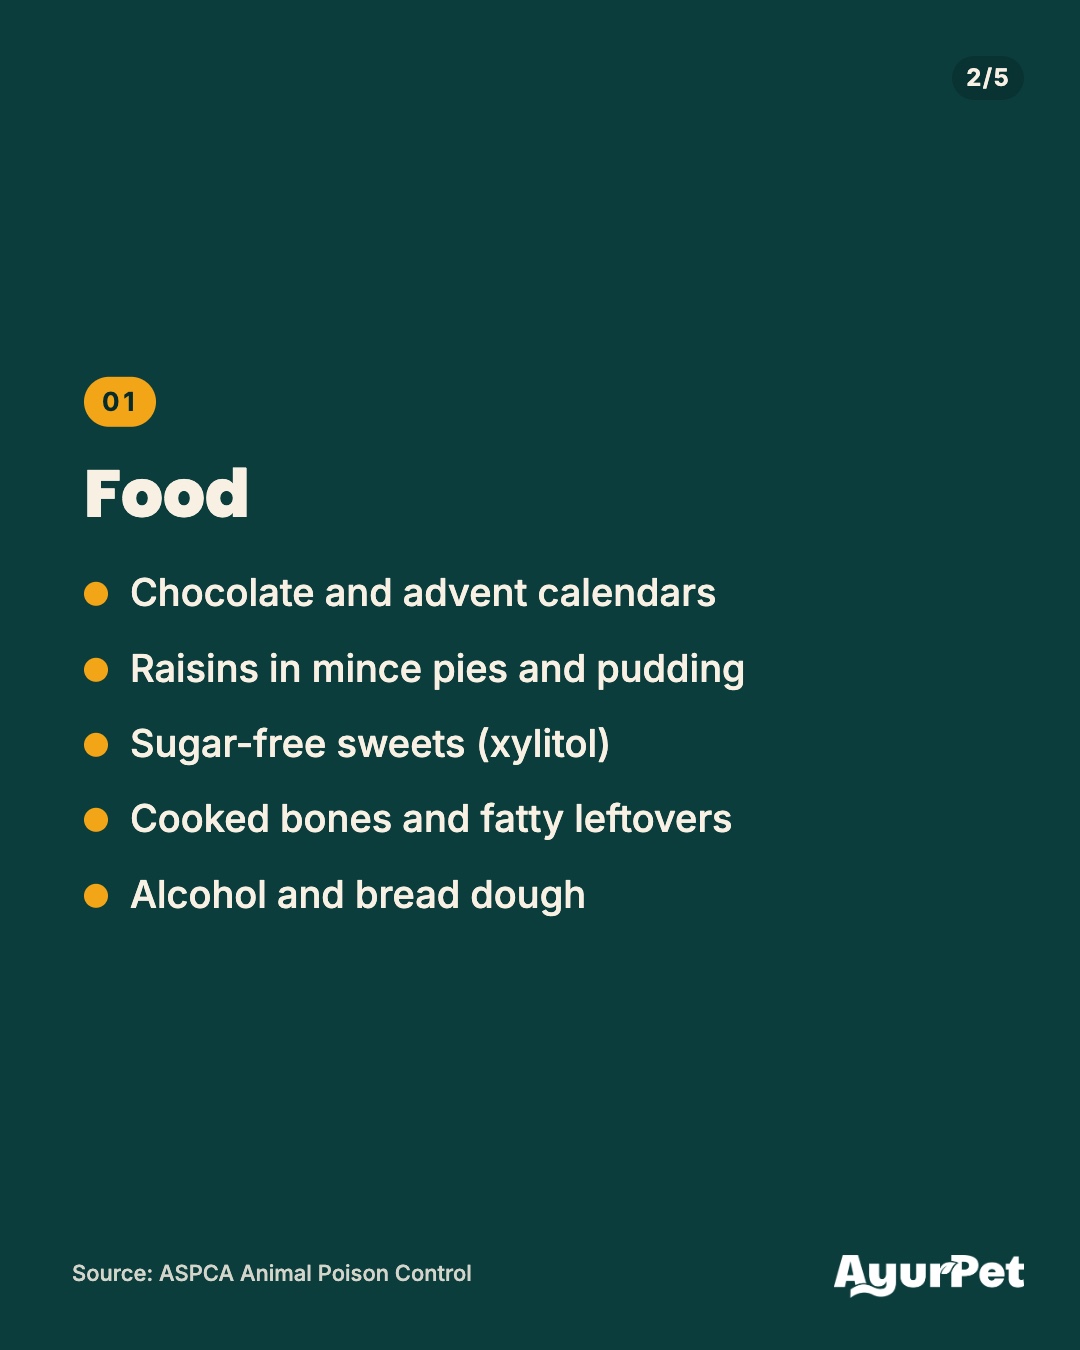 2/5
01
Food
Chocolate and advent calendars
Raisins in mince pies and pudding
Sugar-free sweets (xylitol)
Cooked bones and fatty leftovers
Alcohol and bread dough
Source: ASPCA Animal Poison Control
AyurPet